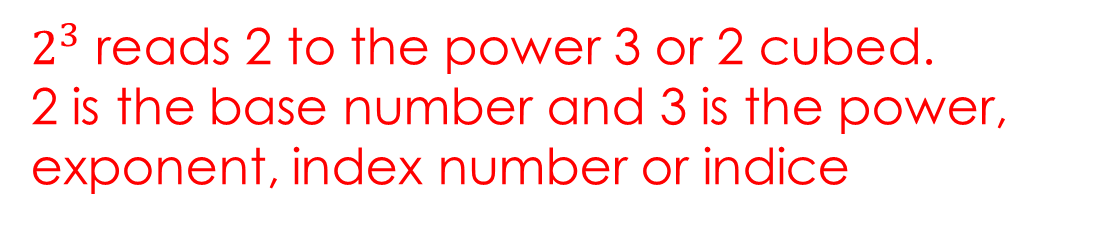 2³ reads 2 to the power 3 or 2 cubed.
2 is the base number and 3 is the power,
exponent, index number or indice